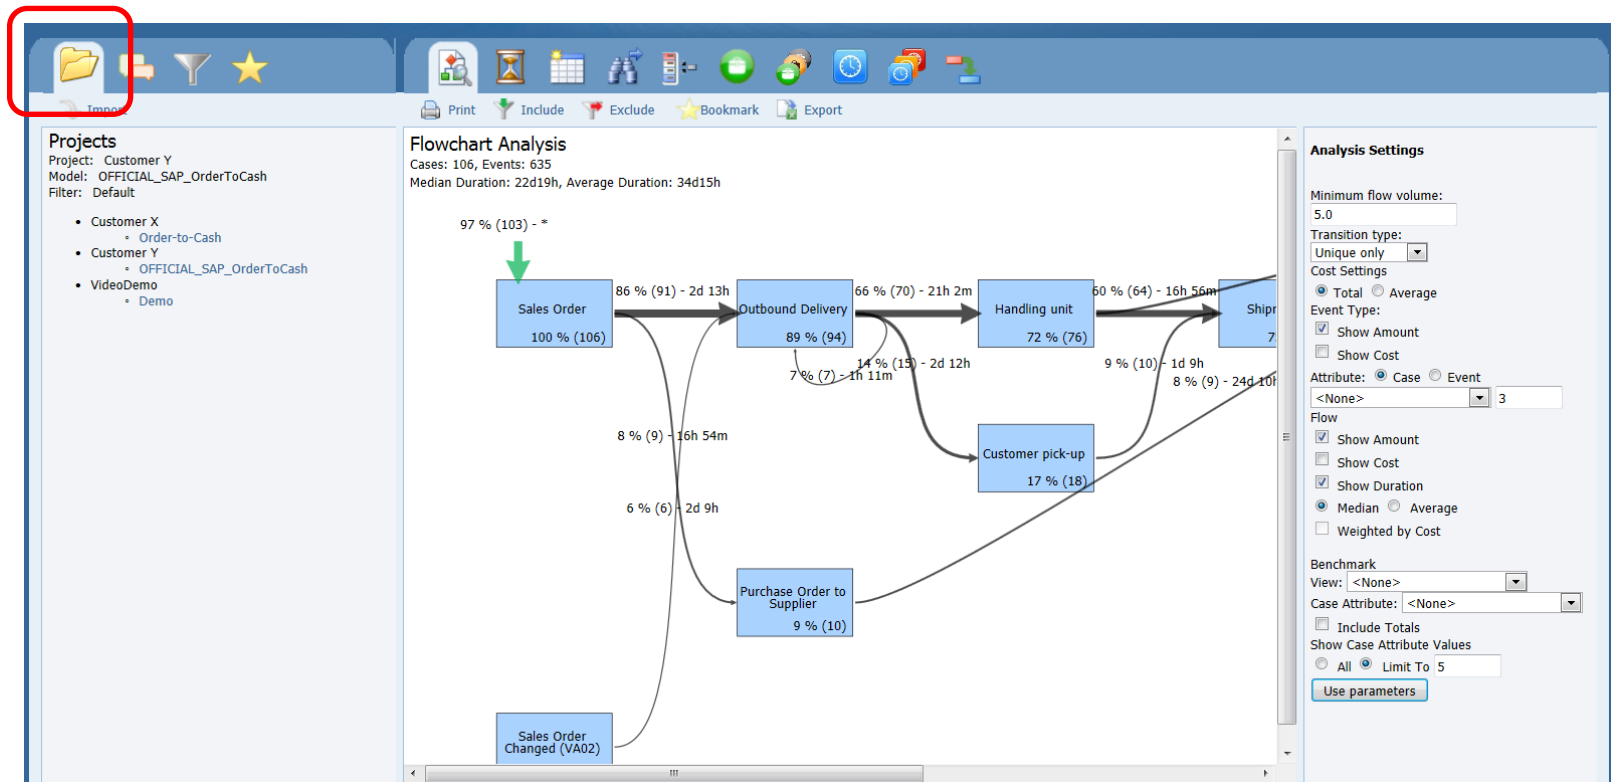 Import
Print
Include
Exclude
Bookmark
Export
Projects
Project: Customer Y
Model: OFFICIAL_SAP_OrderToCash
Filter: Default
• Customer X
◦ Order-to-Cash
• Customer Y
◦ OFFICIAL_SAP_OrderToCash
• VideoDemo
◦ Demo
Flowchart Analysis
Cases: 106, Events: 635
Median Duration: 22d19h, Average Duration: 34d15h
97 % (103) - *
86 % (91) - 2d 13h
66 % (70) - 21h 2m
60 % (64) - 16h 56m
Sales Order
100 % (106)
Outbound Delivery
89 % (94)
Handling unit
72 % (76)
Shipr
7
14 % (15) - 2d 12h
7 % (7) - 1h 11m
9 % (10) - 1d 9h
8 % (9) - 24d 10h
8 % (9) - 16h 54m
Customer pick-up
17 % (18)
6 % (6) - 2d 9h
Purchase Order to
Supplier
9 % (10)
Sales Order
Changed (VA02)
Analysis Settings
Minimum flow volume:
5.0
Transition type:
Unique only
Cost Settings
Total Average
Event Type:
Show Amount
Show Cost
Attribute: Case Event
<None> 3
Flow
Show Amount
Show Cost
Show Duration
Median Average
Weighted by Cost
Benchmark
View: <None>
Case Attribute: <None>
Include Totals
Show Case Attribute Values
All Limit To 5
Use parameters